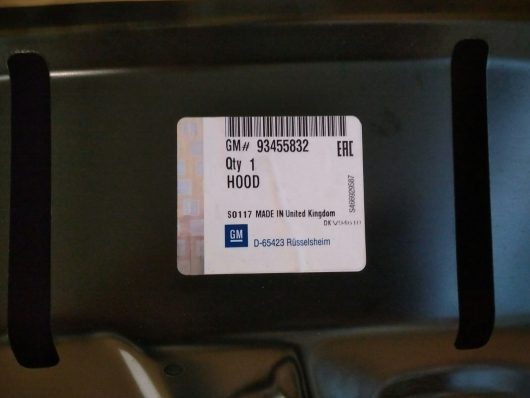 GM# 93455832
EAC
Qty 1
HOOD
S0117 MADE IN United Kingdom
GM
D-65423 Rüsselsheim